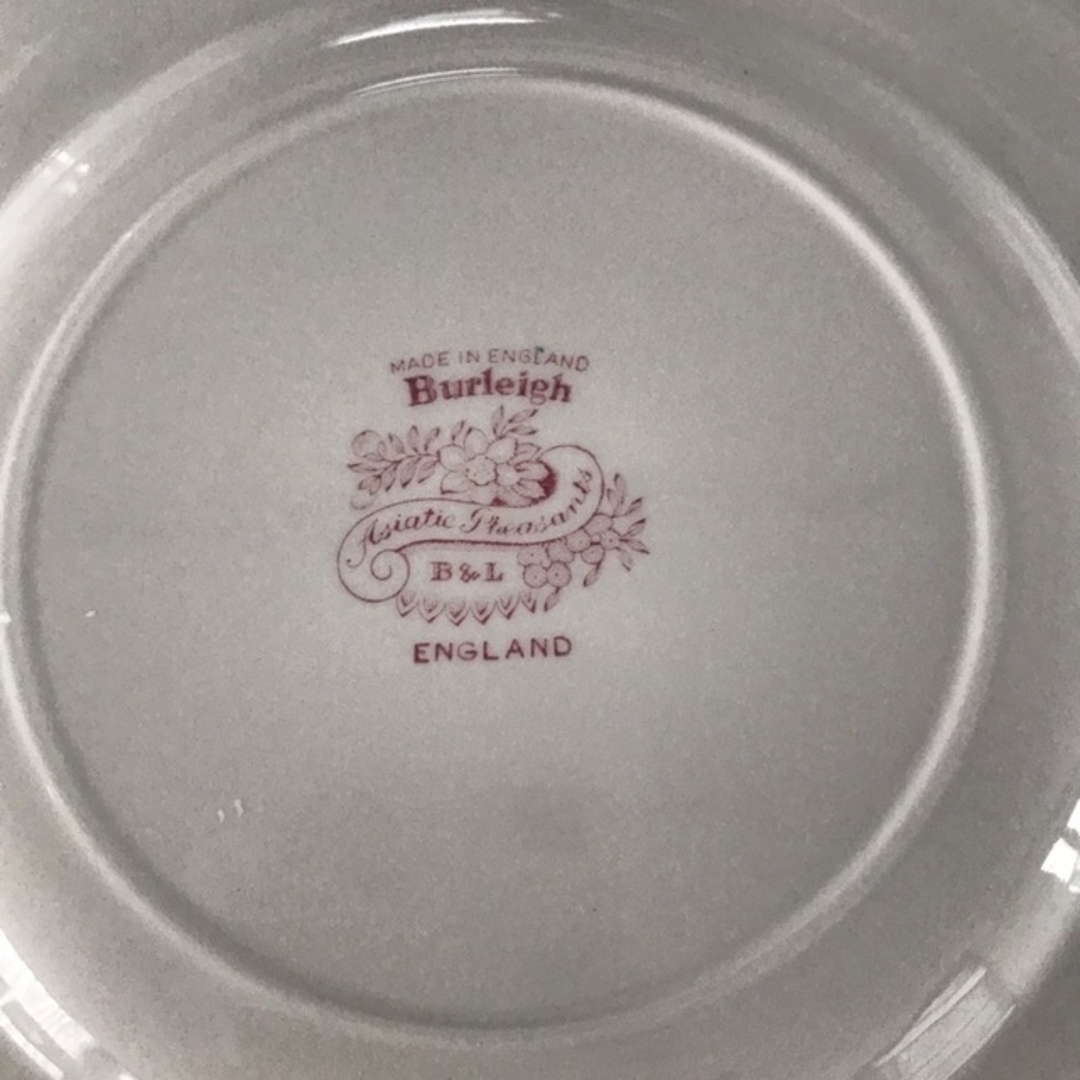 MADE IN ENGLAND
Burleigh
Asiatic Pheasants
B & L
ENGLAND